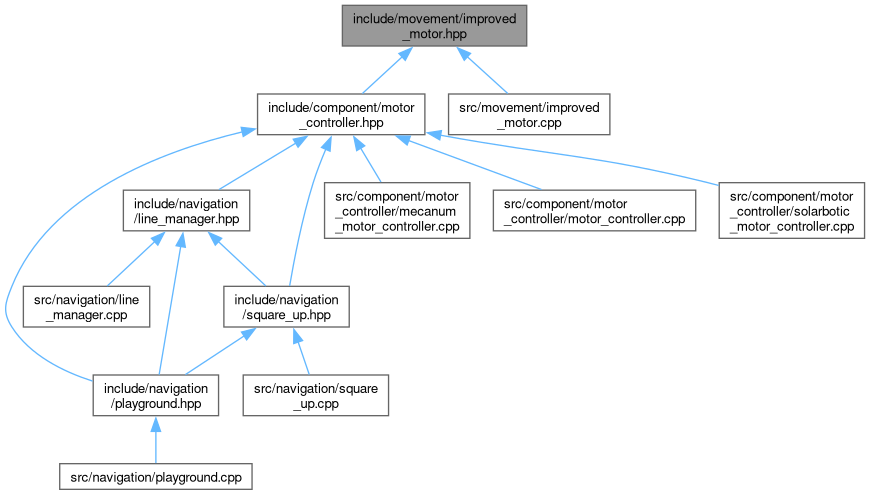 include/movement/improved
_motor.hpp
include/component/motor
_controller.hpp
src/movement/improved
_motor.cpp
include/navigation
/line_manager.hpp
src/component/motor
_controller/mecanum
_motor_controller.cpp
src/component/motor
_controller/motor_controller.cpp
src/component/motor
_controller/solarbotic
_motor_controller.cpp
src/navigation/line
_manager.cpp
include/navigation
/square_up.hpp
include/navigation
/playground.hpp
src/navigation/square
_up.cpp
src/navigation/playground.cpp